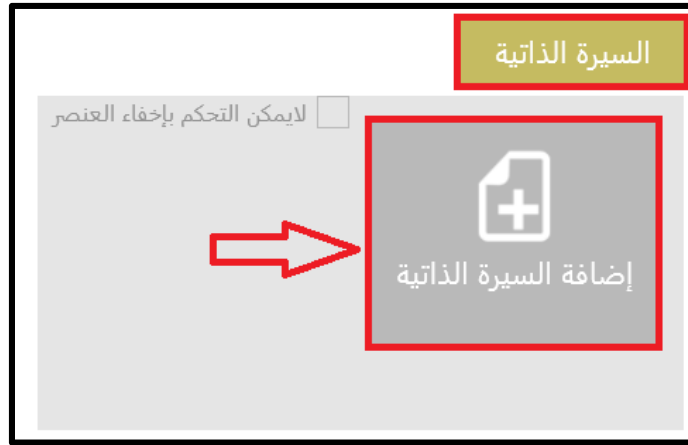 السيرة الذاتية
لايمكن التحكم بإخفاء العنصر
إضافة السيرة الذاتية